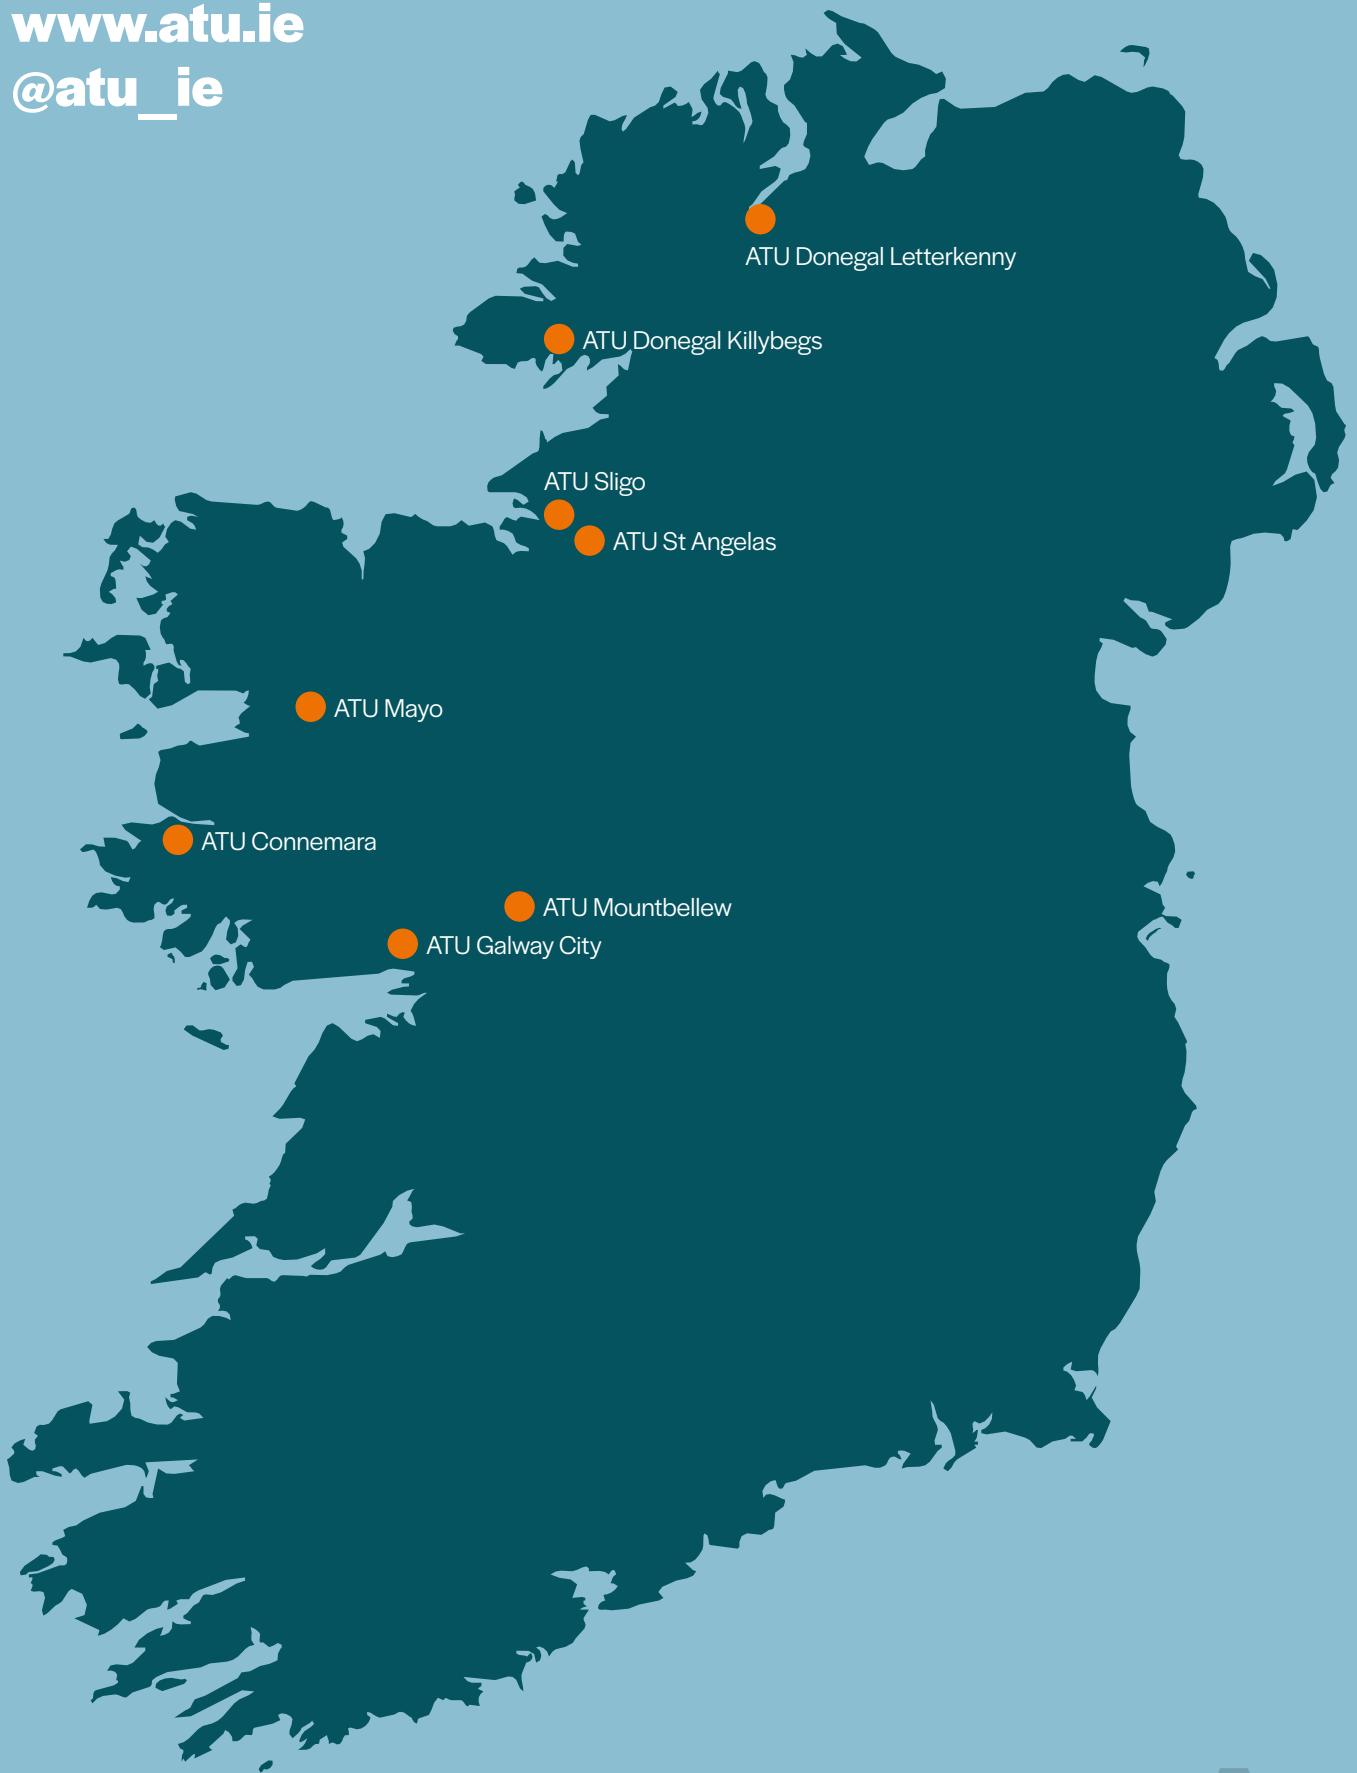 www.atu.ie
@atu_ie
ATU Donegal Letterkenny
ATU Donegal Killybegs
ATU Sligo
ATU St Angelas
ATU Mayo
ATU Connemara
ATU Mountbellew
ATU Galway City